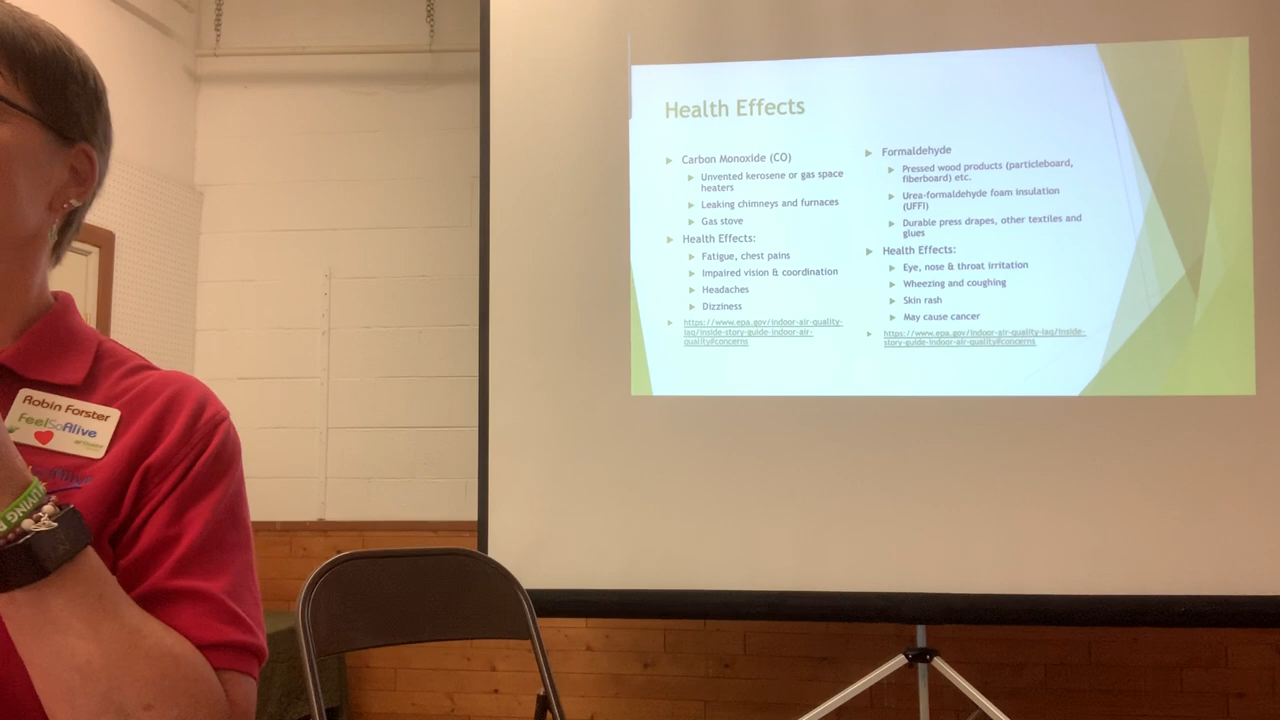 Health Effects
Carbon Monoxide (CO)
Unvented kerosene or gas space
heaters
Leaking chimneys and furnaces
Gas stove
Health Effects:
Fatigue, chest pains
Impaired vision & coordination
Headaches
Dizziness
https://www.epa.gov/indoor-air-quality-
iaq/inside-story-guide-indoor-air-
quality#concerns
Formaldehyde
Pressed wood products (particleboard,
fiberboard) etc.
Urea-formaldehyde foam insulation
(UFFI)
Durable press drapes, other textiles and
glues
Health Effects:
Eye, nose & throat irritation
Wheezing and coughing
Skin rash
May cause cancer
https://www.epa.gov/indoor-air-quality-iaq/inside-
story-guide-indoor-air-quality#concerns
Robin Forster
FeelSoAlive